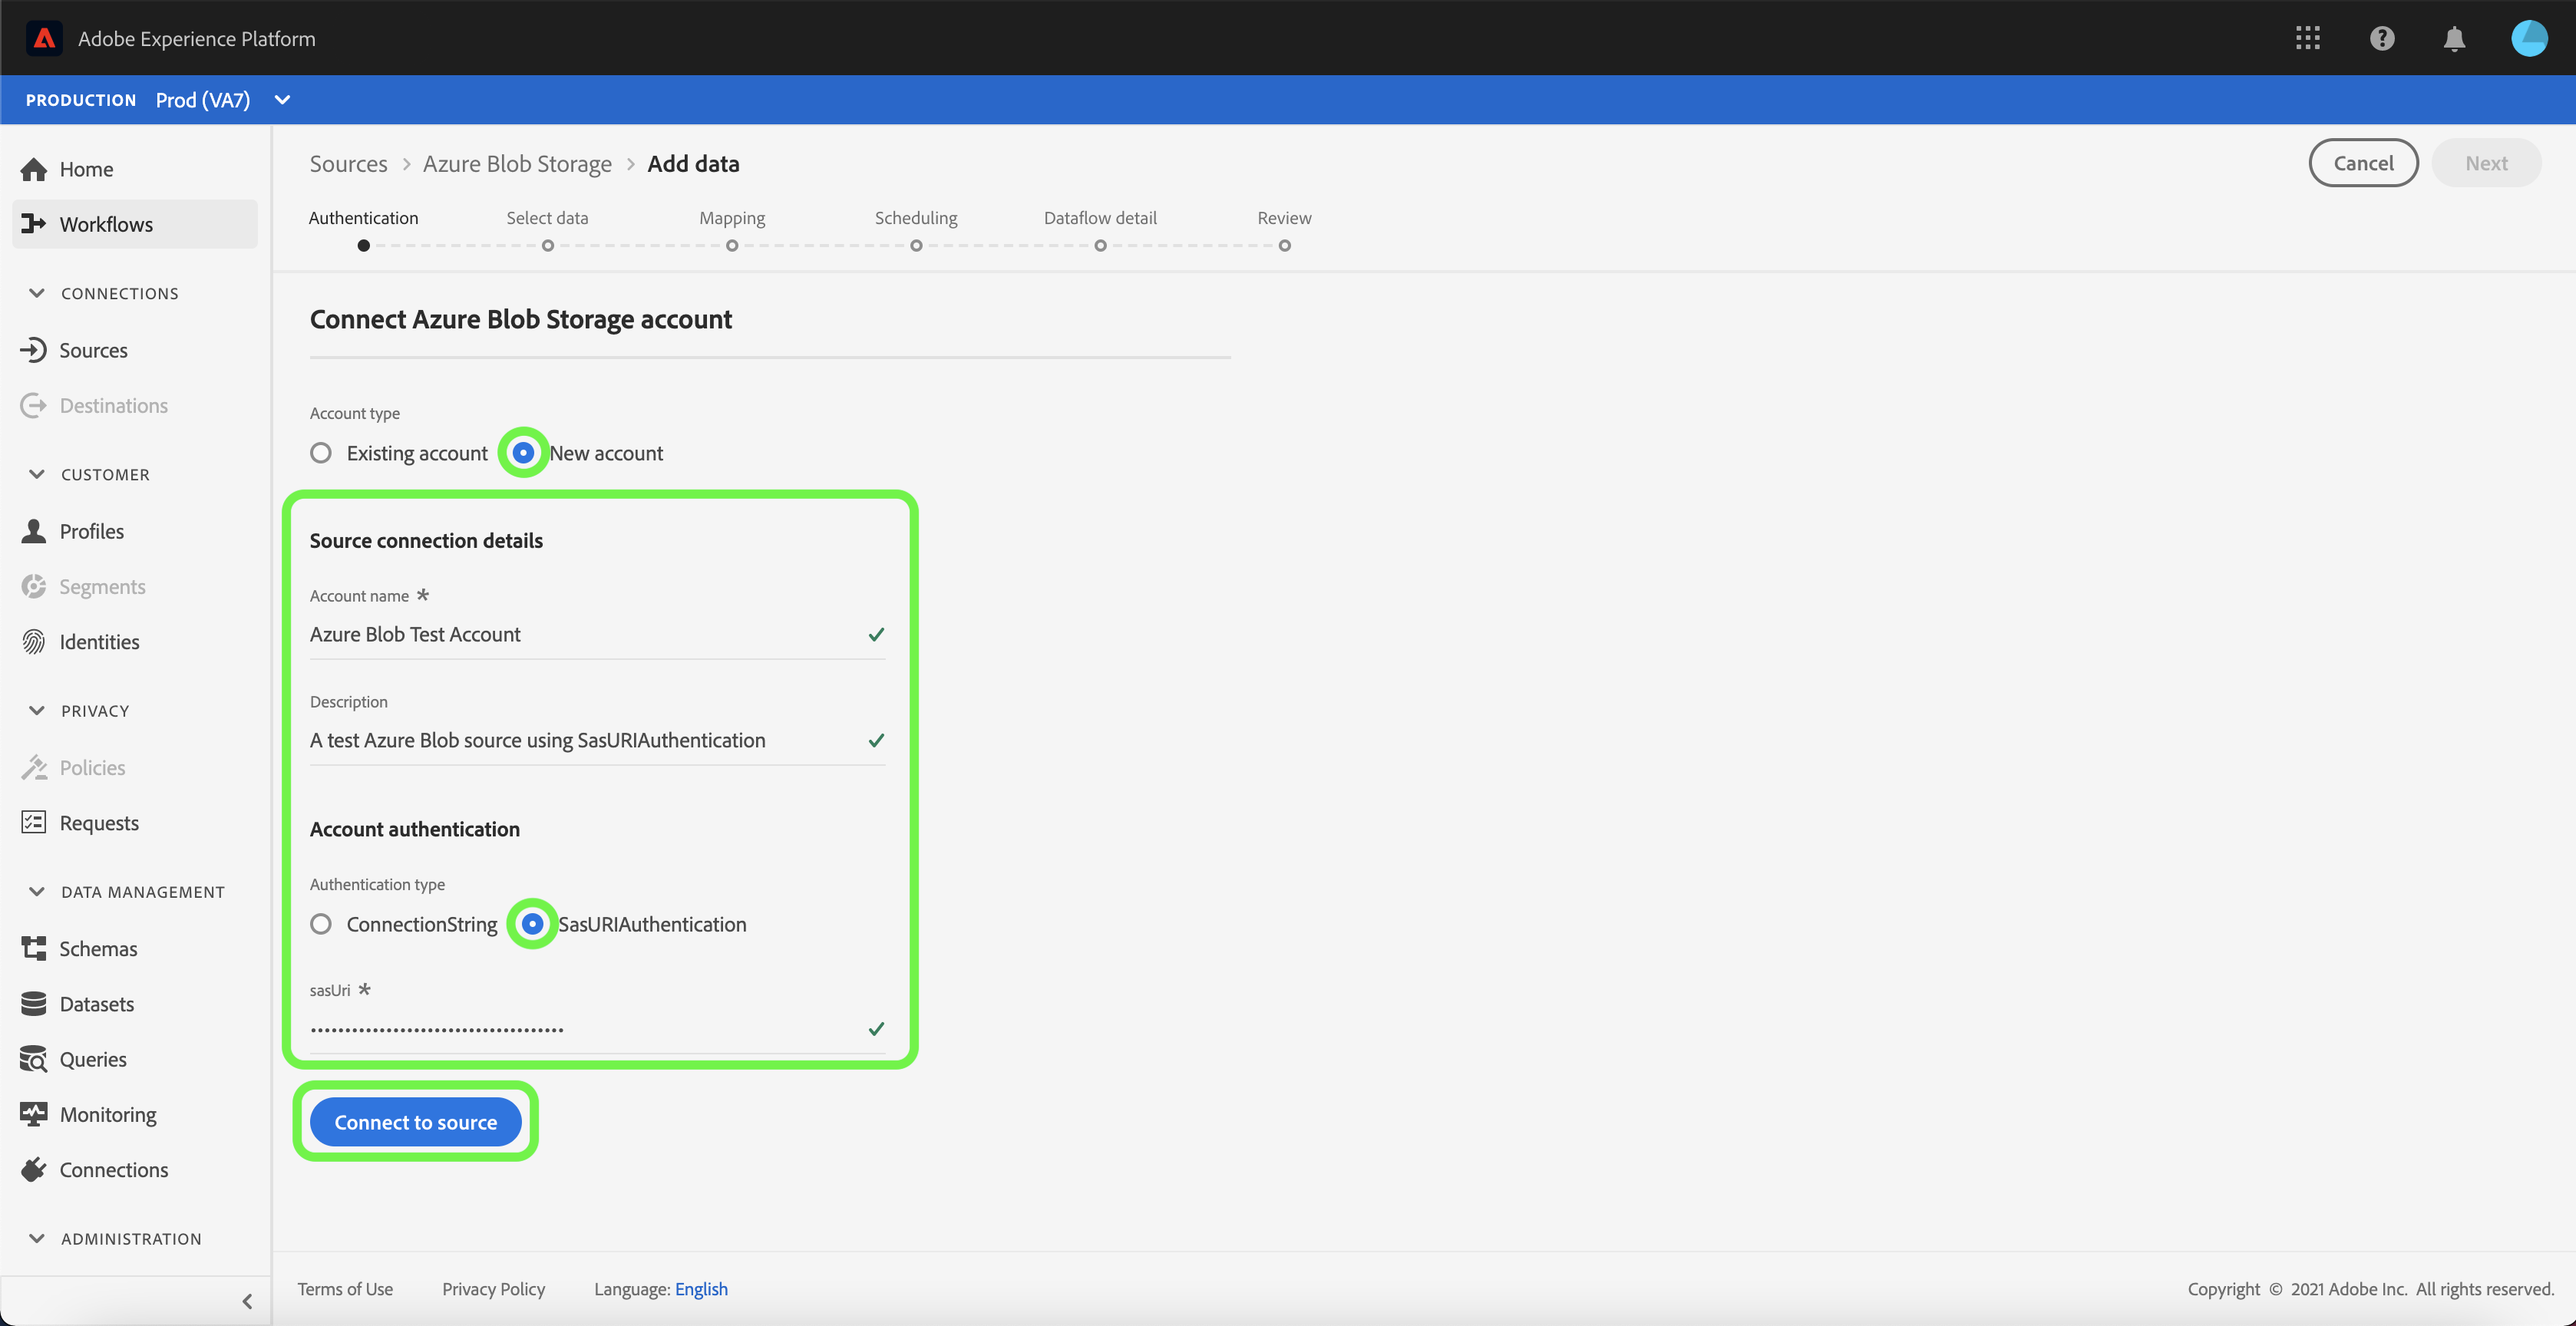 Adobe Experience Platform
PRODUCTION Prod (VA7)
Home
Workflows
CONNECTIONS
Sources
Destinations
CUSTOMER
Profiles
Segments
Identities
PRIVACY
Policies
Requests
DATA MANAGEMENT
Schemas
Datasets
Queries
Monitoring
Connections
ADMINISTRATION
Sources > Azure Blob Storage > Add data
Cancel
Next
Authentication Select data Mapping Scheduling Dataflow detail Review
Connect Azure Blob Storage account
Account type
Existing account New account
Source connection details
Account name *
Azure Blob Test Account
Description
A test Azure Blob source using SasURIAuthentication
Account authentication
Authentication type
ConnectionString SasURIAuthentication
sasUri *
•••••••••••••••••••••••••••••••••••••
Connect to source
Terms of Use Privacy Policy Language: English
Copyright © 2021 Adobe Inc. All rights reserved.